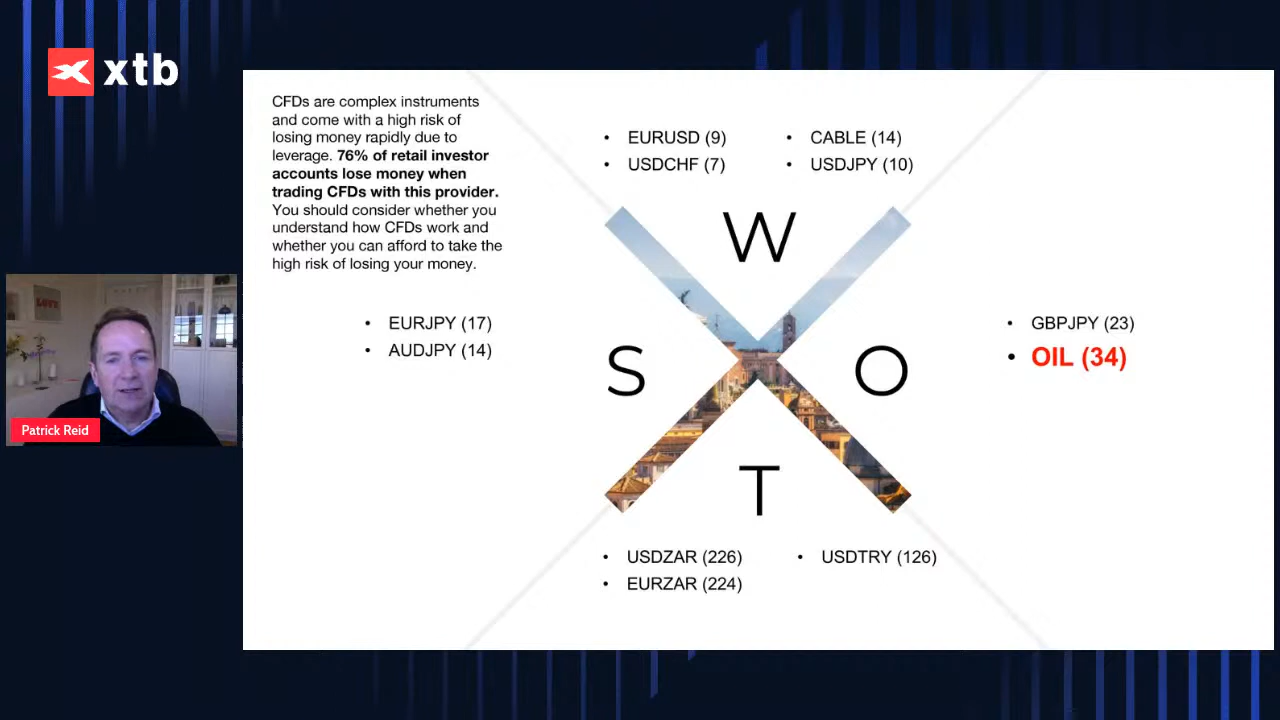 xtb
CFDs are complex instruments
and come with a high risk of
losing money rapidly due to
leverage. 76% of retail investor
accounts lose money when
trading CFDs with this provider.
You should consider whether you
understand how CFDs work and
whether you can afford to take the
high risk of losing your money.
• EURUSD (9)
• USDCHF (7)
• CABLE (14)
• USDJPY (10)
W
• EURJPY (17)
• AUDJPY (14)
S
O
• GBPJPY (23)
• OIL (34)
T
• USDZAR (226)
• EURZAR (224)
• USDTRY (126)
LOVE
Patrick Reid